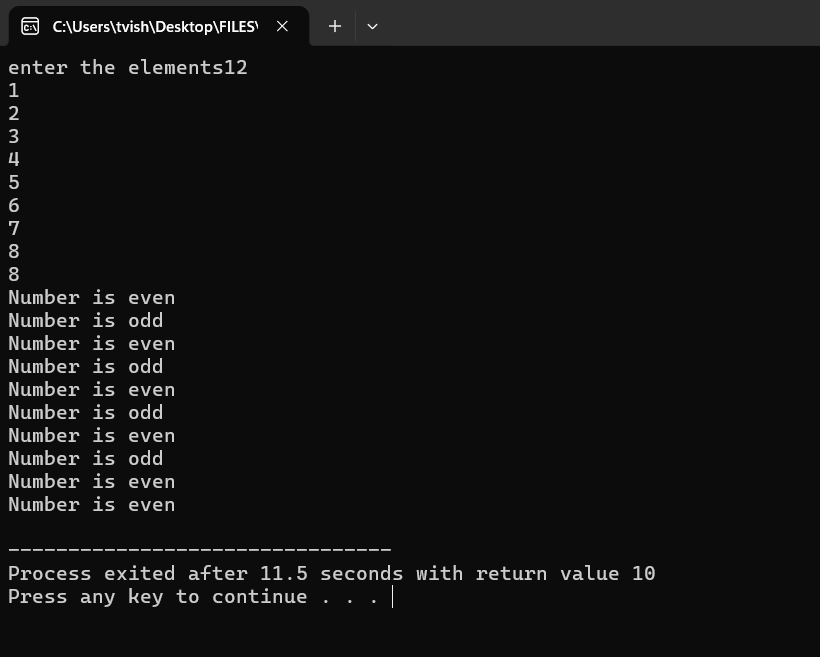 C:\Users\tvish\Desktop\FILES\
enter the elements12
1
2
3
4
5
6
7
8
8
Number is even
Number is odd
Number is even
Number is odd
Number is even
Number is odd
Number is even
Number is odd
Number is even
Number is even
--------------------------------
Process exited after 11.5 seconds with return value 10
Press any key to continue . . .